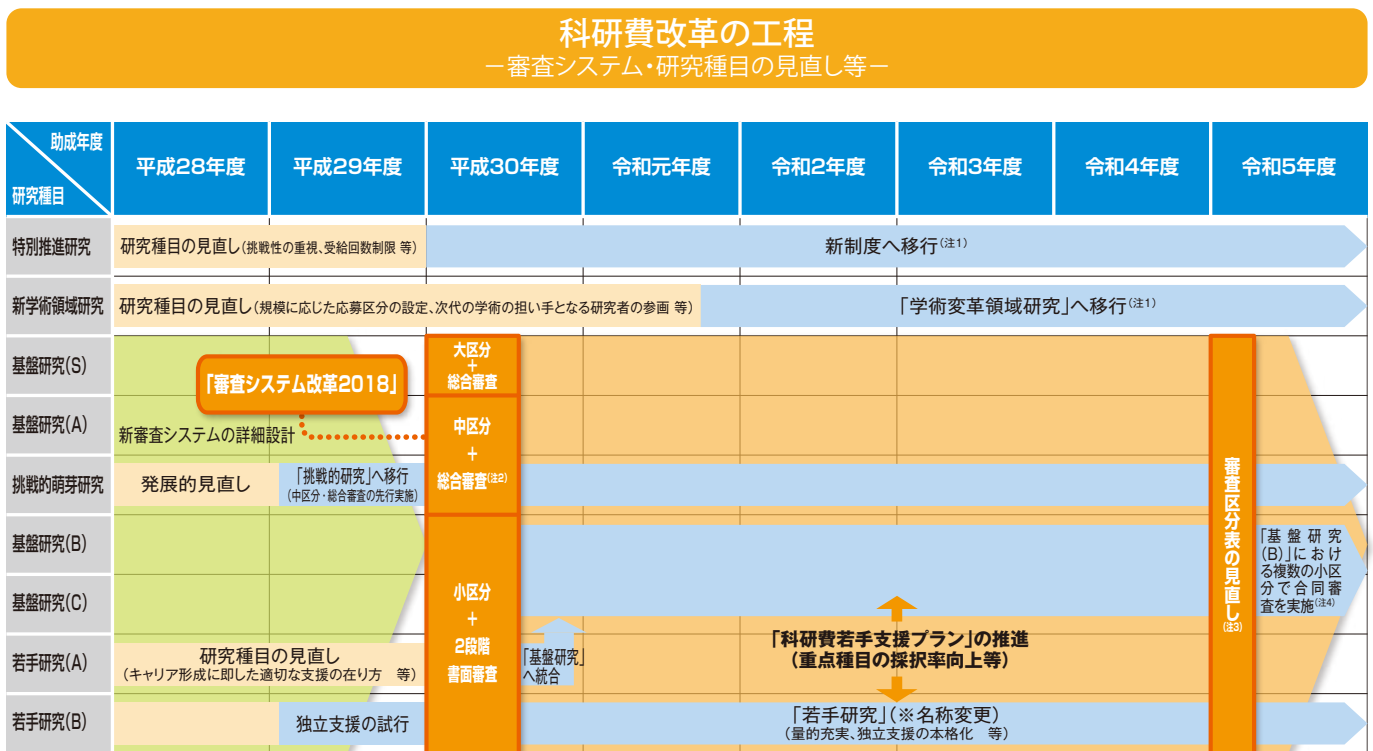 科研費改革の工程
－審査システム・研究種目の見直し等－
助成年度
研究種目
平成28年度
平成29年度
平成30年度
令和元年度
令和2年度
令和3年度
令和4年度
令和5年度
特別推進研究
研究種目の見直し(挑戦性の重視、受給回数制限 等)
新制度へ移行(注1)
新学術領域研究
研究種目の見直し(規模に応じた応募区分の設定、次代の学術の担い手となる研究者の参画 等)
「学術変革領域研究」へ移行(注1)
基盤研究(S)
「審査システム改革2018」
大区分
+
総合審査
基盤研究(A)
新審査システムの詳細設計
中区分
+
総合審査(注2)
挑戦的萌芽研究
発展的見直し
「挑戦的研究」へ移行
(中区分・総合審査の先行実施)
基盤研究(B)
基盤研究(C)
小区分
+
2段階
書面審査
審査区分表の見直し(注3)
「基盤研究
(B)」におけ
る複数の小区
分で合同審
査を実施(注4)
若手研究(A)
研究種目の見直し
(キャリア形成に即した適切な支援の在り方　等)
「基盤研究」
へ統合
「科研費若手支援プラン」の推進
(重点種目の採択率向上等)
若手研究(B)
独立支援の試行
「若手研究」(※名称変更)
(量的充実、独立支援の本格化　等)